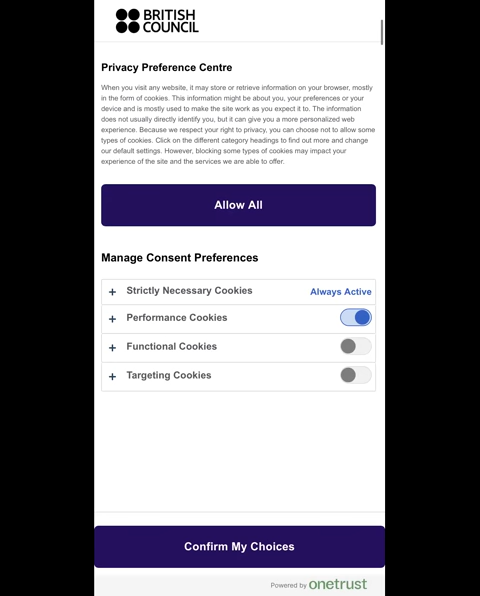 BRITISH
COUNCIL
Privacy Preference Centre
When you visit any website, it may store or retrieve information on your browser, mostly
in the form of cookies. This information might be about you, your preferences or your
device and is mostly used to make the site work as you expect it to. The information
does not usually directly identify you, but it can give you a more personalized web
experience. Because we respect your right to privacy, you can choose not to allow some
types of cookies. Click on the different category headings to find out more and change
our default settings. However, blocking some types of cookies may impact your
experience of the site and the services we are able to offer.
Allow All
Manage Consent Preferences
+ Strictly Necessary Cookies Always Active
+ Performance Cookies
+ Functional Cookies
+ Targeting Cookies
Confirm My Choices
Powered by onetrust